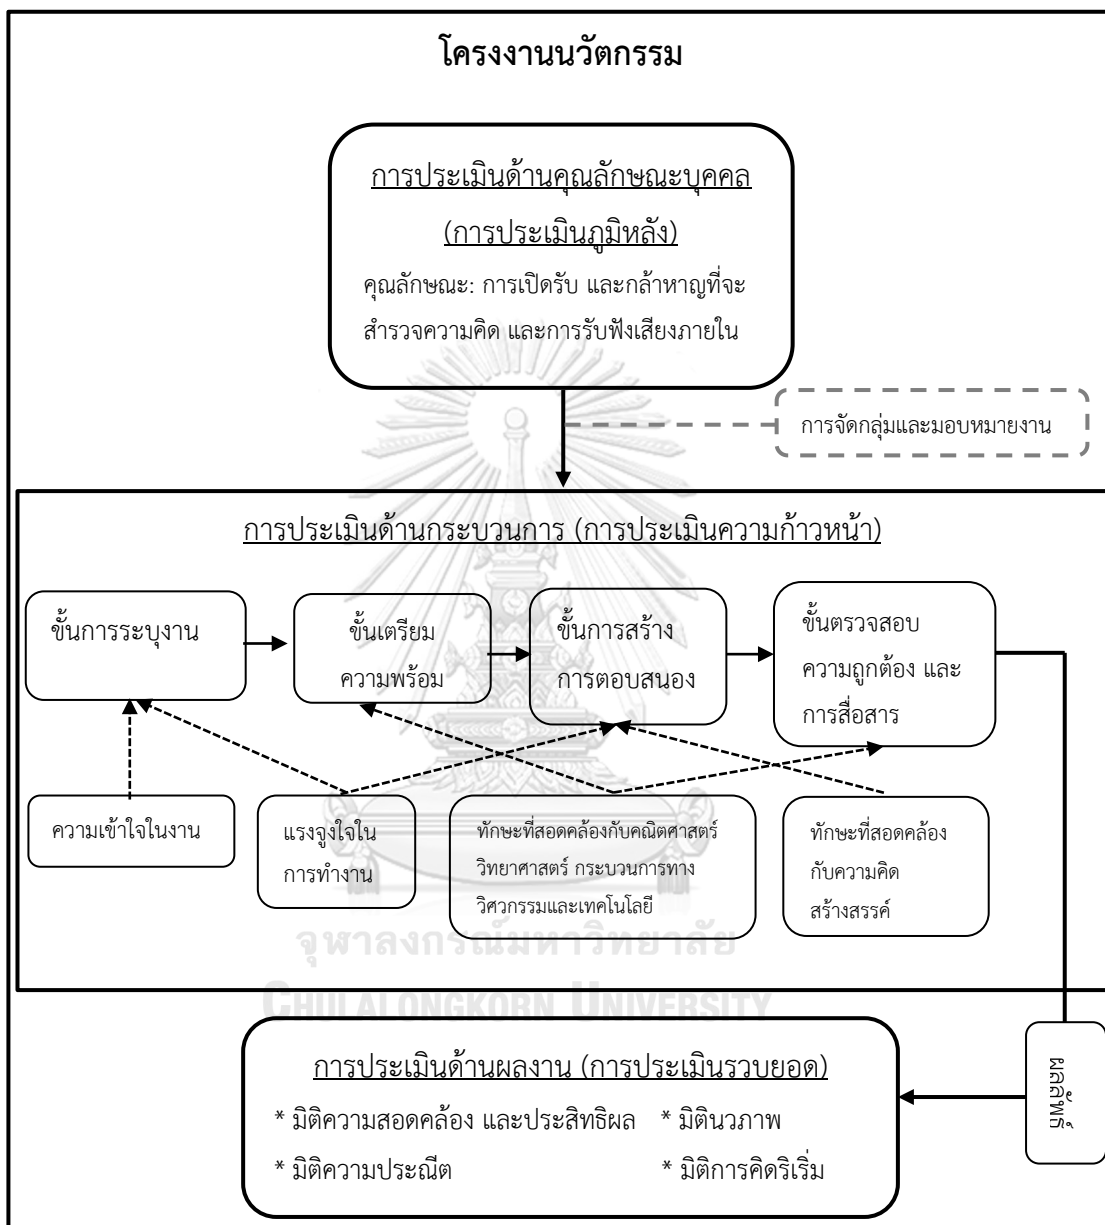 โครงงานนวัตกรรม
การประเมินด้านคุณลักษณะบุคคล
(การประเมินภูมิหลัง)
คุณลักษณะ: การเปิดรับ และกล้าหาญที่จะ
สำรวจความคิด และการรับฟังเสียงภายใน
การจัดกลุ่มและมอบหมายงาน
การประเมินด้านกระบวนการ (การประเมินความก้าวหน้า)
ขั้นการระบุงาน
ขั้นเตรียม
ความพร้อม
ขั้นการสร้าง
การตอบสนอง
ขั้นตรวจสอบ
ความถูกต้อง และ
การสื่อสาร
ความเข้าใจในงาน
แรงจูงใจใน
การทำงาน
ทักษะที่สอดคล้องกับคณิตศาสตร์
วิทยาศาสตร์ กระบวนการทาง
วิศวกรรมและเทคโนโลยี
ทักษะที่สอดคล้อง
กับความคิด
สร้างสรรค์
จุฬาลงกรณ์มหาวิทยาลัย
CHULALONGKORN UNIVERSITY
ผลลัพธ์
การประเมินด้านผลงาน (การประเมินรวบยอด)
* มิติความสอดคล้อง และประสิทธิผล * มิตินวภาพ
* มิติความประณีต * มิติการคิดริเริ่ม